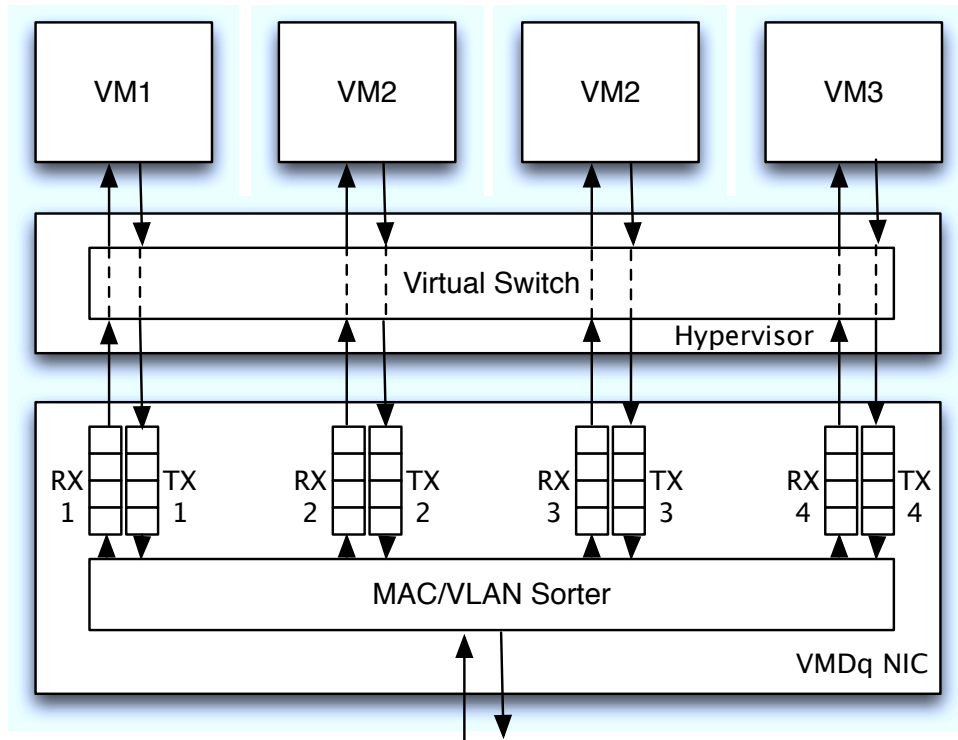 VM1
VM2
VM2
VM3
Virtual Switch
Hypervisor
RX
1
TX
1
RX
2
TX
2
RX
3
TX
3
RX
4
TX
4
MAC/VLAN Sorter
VMDq NIC